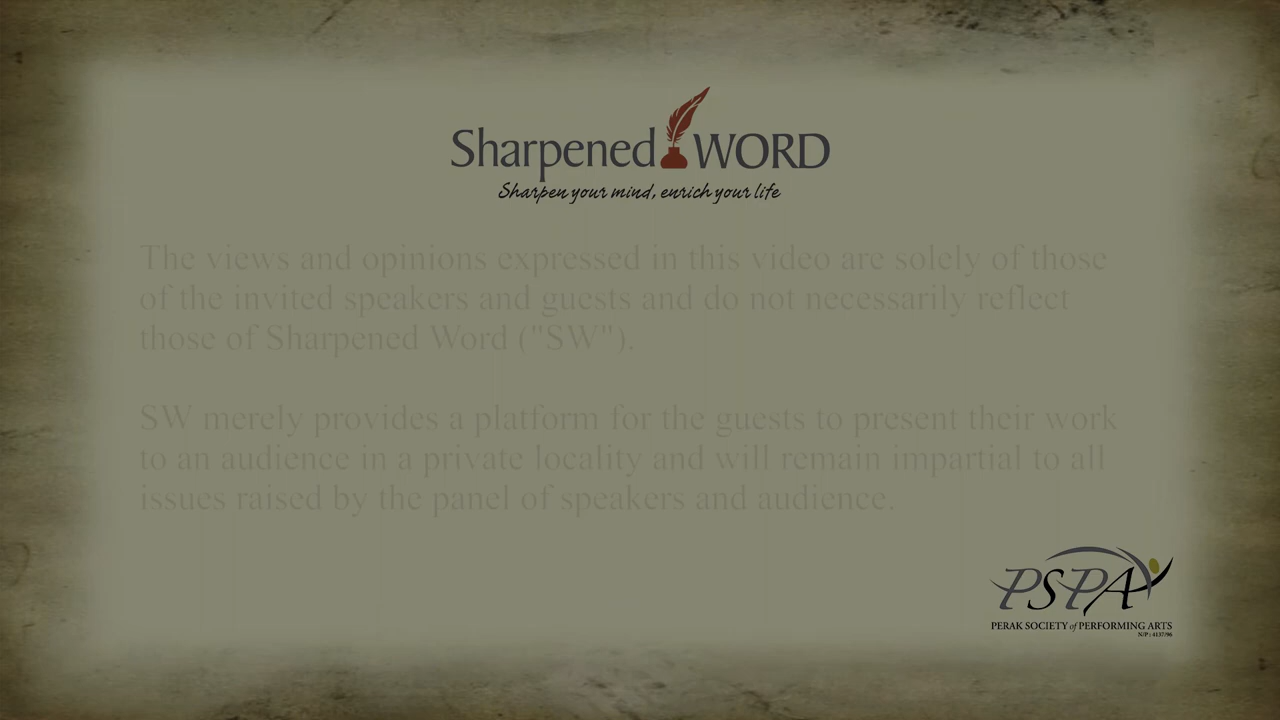 Sharpened WORD
Sharpen your mind, enrich your life
The views and opinions expressed in this video are solely of those
of the invited speakers and guests and do not necessarily reflect
those of Sharpened Word ("SW").
SW merely provides a platform for the guests to present their work
to an audience in a private locality and will remain impartial to all
issues raised by the panel of speakers and audience.
PSPA
PERAK SOCIETY of PERFORMING ARTS
N/P : 4137/96